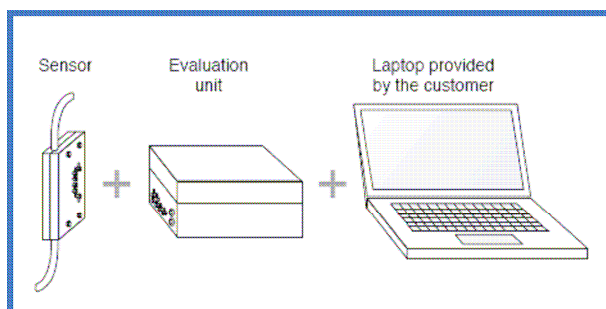 Sensor
Evaluation
unit
Laptop provided
by the customer